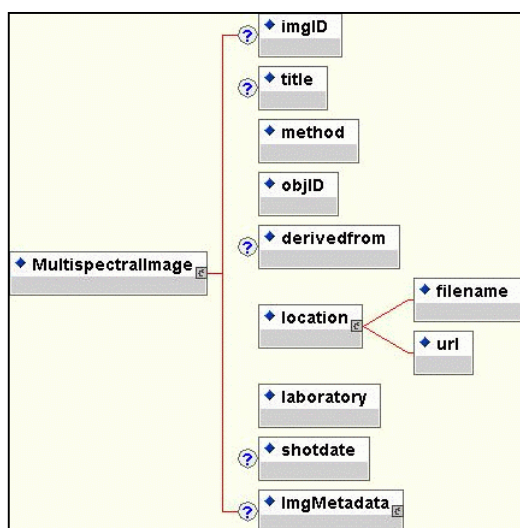 imgID
title
method
objID
derivedfrom
MultispectralImage
location
filename
url
laboratory
shotdate
ImgMetadata